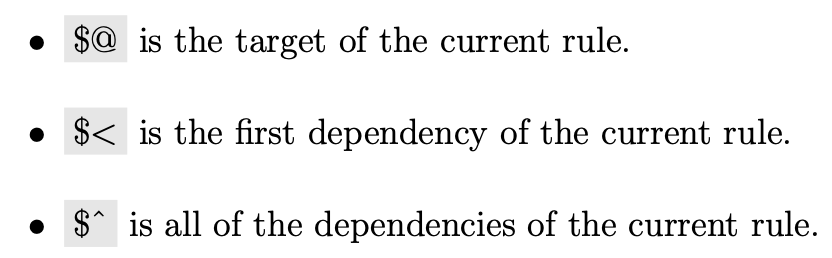 • $@ is the target of the current rule.
• $< is the first dependency of the current rule.
• $^ is all of the dependencies of the current rule.